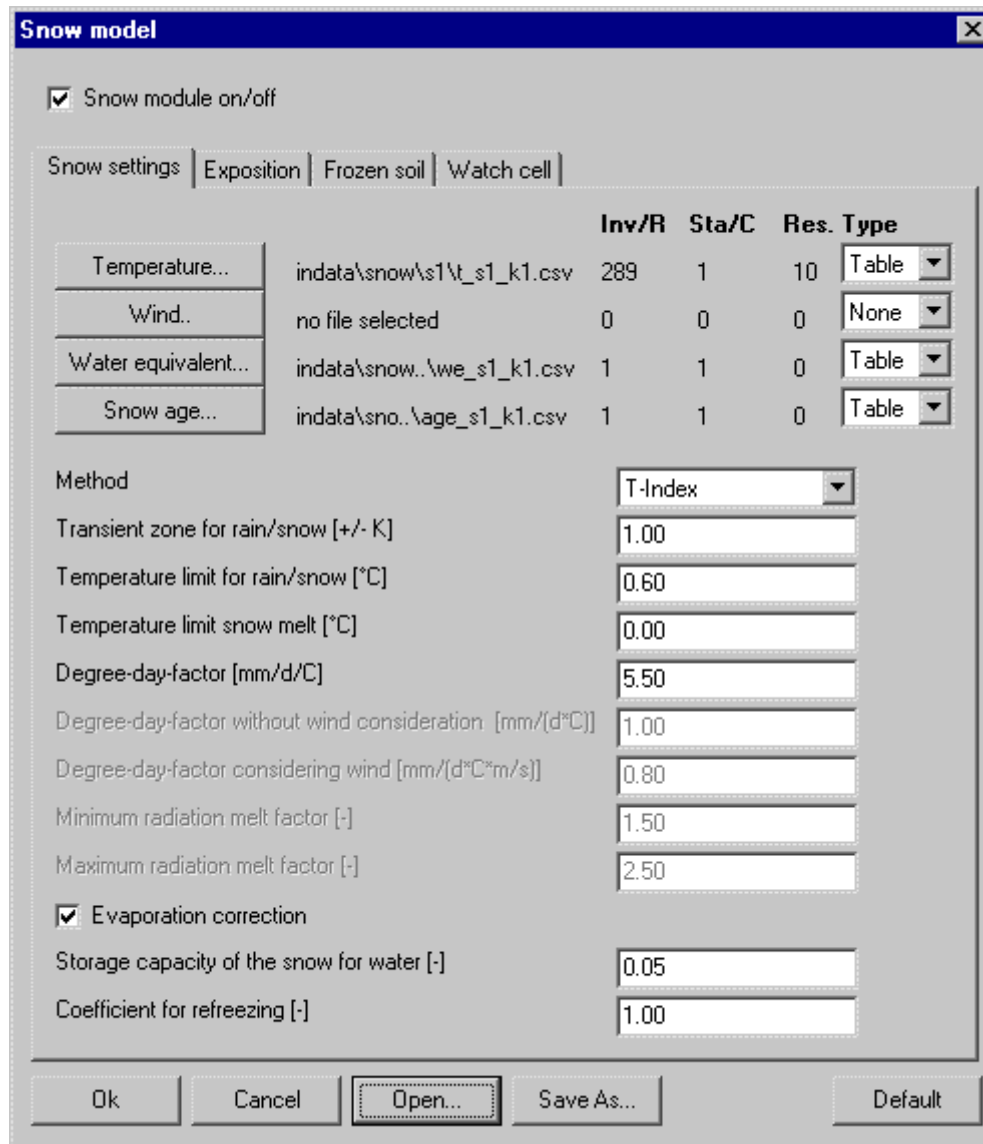 Snow model
Snow module on/off
Snow settings Exposition Frozen soil Watch cell
Inv/R Sta/C Res. Type
Temperature... indata\snow\s1\t_s1_k1.csv 289 1 10 Table
Wind.. no file selected 0 0 0 None
Water equivalent... indata\snow..\we_s1_k1.csv 1 1 0 Table
Snow age... indata\sno..\age_s1_k1.csv 1 1 0 Table
Method T-Index
Transient zone for rain/snow [+/- K] 1.00
Temperature limit for rain/snow [°C] 0.60
Temperature limit snow melt [°C] 0.00
Degree-day-factor [mm/d/C] 5.50
Degree-day-factor without wind consideration [mm/(d*C)] 1.00
Degree-day-factor considering wind [mm/(d*C*m/s)] 0.80
Minimum radiation melt factor [-] 1.50
Maximum radiation melt factor [-] 2.50
Evaporation correction
Storage capacity of the snow for water [-] 0.05
Coefficient for refreezing [-] 1.00
Ok Cancel Open... Save As... Default